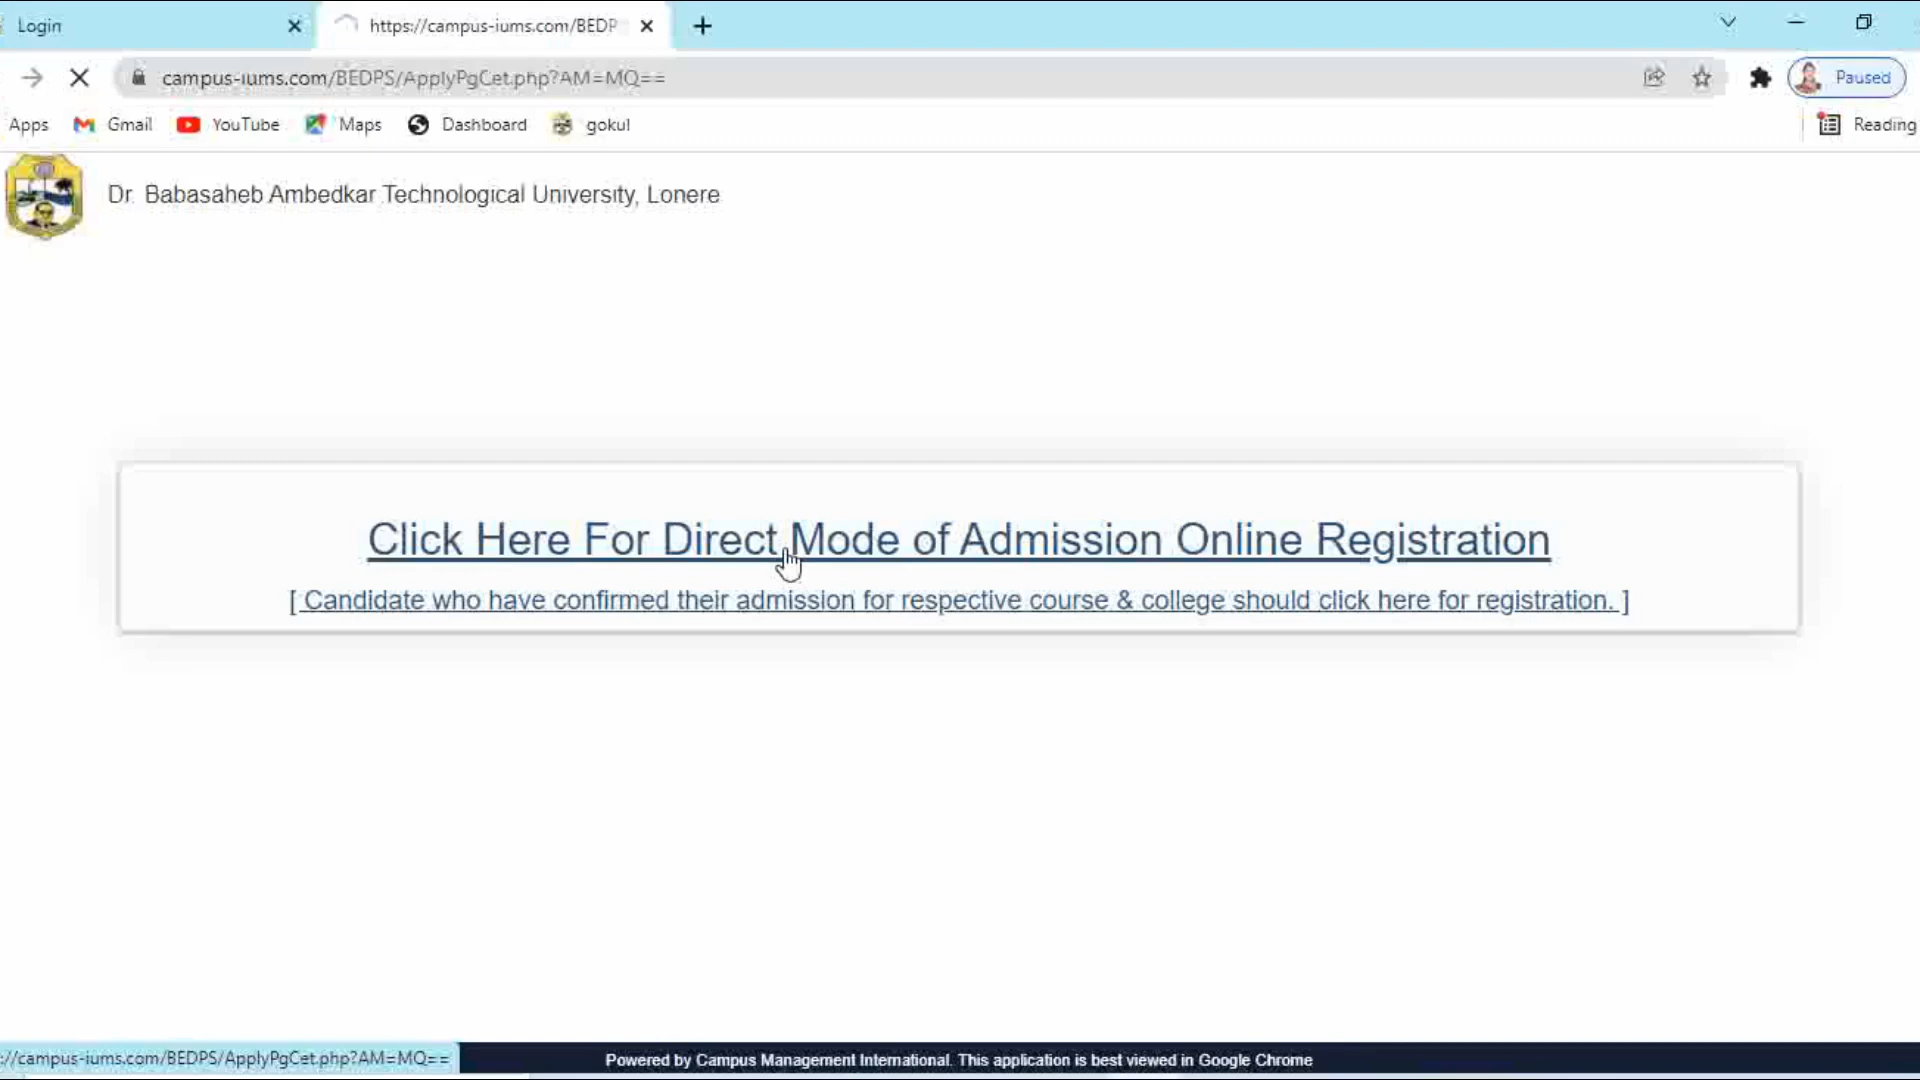 Login
https://campus-iums.com/BEDP
campus-iums.com/BEDPS/ApplyPgCet.php?AM=MQ==
Paused
Apps Gmail YouTube Maps Dashboard gokul Reading
Dr. Babasaheb Ambedkar Technological University, Lonere
Click Here For Direct Mode of Admission Online Registration
[ Candidate who have confirmed their admission for respective course & college should click here for registration. ]
://campus-iums.com/BEDPS/ApplyPgCet.php?AM=MQ==
Powered by Campus Management International. This application is best viewed in Google Chrome